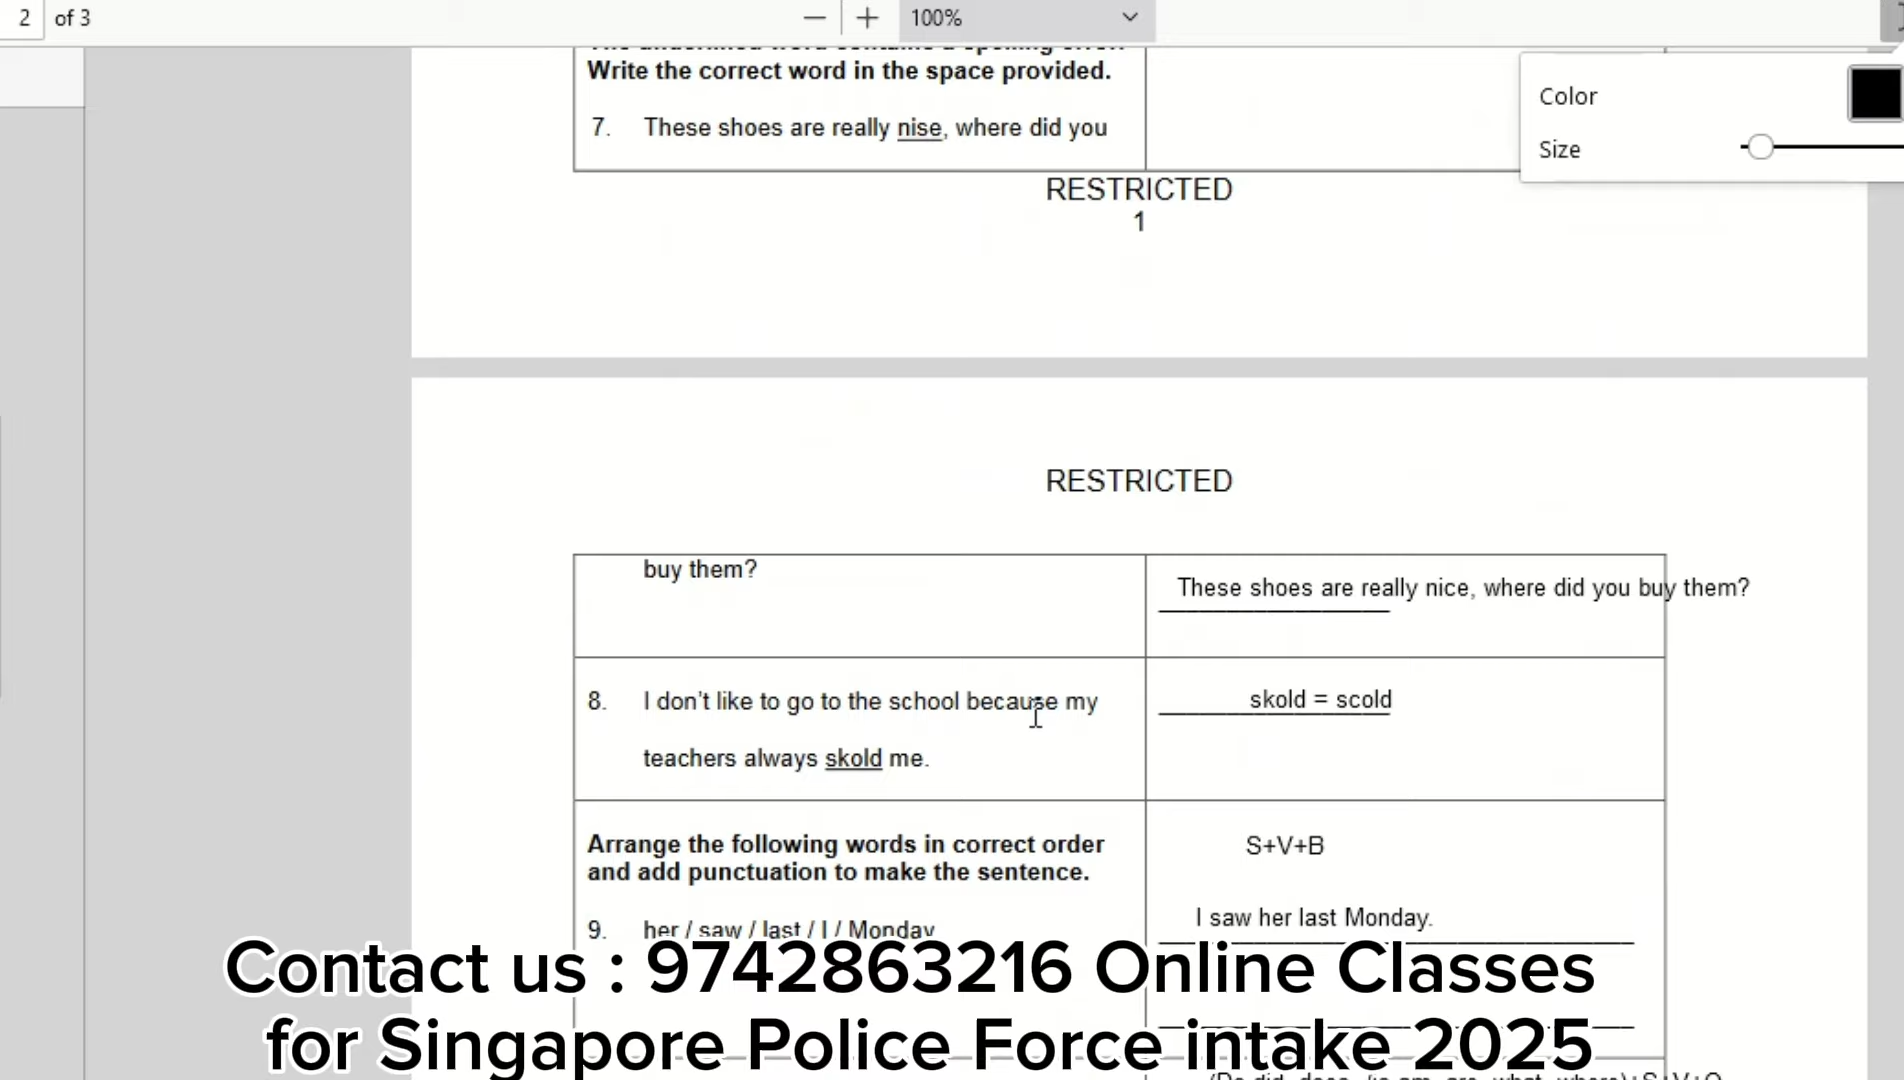 2 of 3
100%
Write the correct word in the space provided.
7. These shoes are really nise, where did you
Color
Size
RESTRICTED
1
RESTRICTED
buy them?
These shoes are really nice, where did you buy them?
8. I don't like to go to the school because my
teachers always skold me.
skold = scold
Arrange the following words in correct order
and add punctuation to make the sentence.
S+V+B
9. her / saw / last / I / Monday
I saw her last Monday.
Contact us : 9742863216 Online Classes
for Singapore Police Force intake 2025